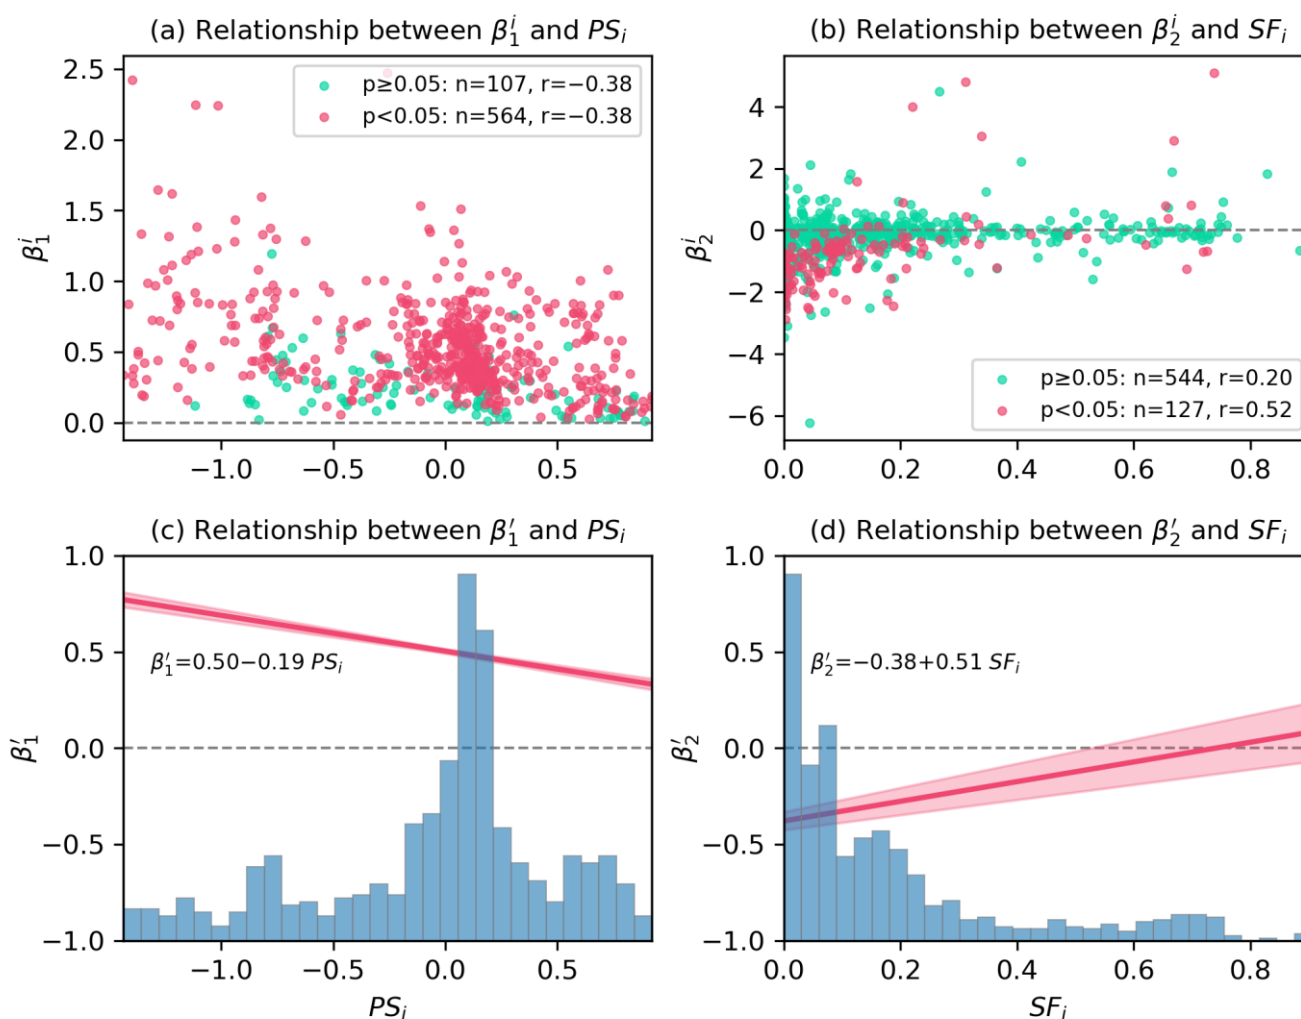 (a) Relationship between β₁ⁱ and PSᵢ
2.5
2.0
1.5
1.0
0.5
0.0
β₁ⁱ
p≥0.05: n=107, r=−0.38
p<0.05: n=564, r=−0.38
−1.0 −0.5 0.0 0.5
(b) Relationship between β₂ⁱ and SFᵢ
4
2
0
−2
−4
−6
β₂ⁱ
p≥0.05: n=544, r=0.20
p<0.05: n=127, r=0.52
0.0 0.2 0.4 0.6 0.8
(c) Relationship between β₁′ and PSᵢ
1.0
0.5
0.0
−0.5
−1.0
β₁′
β₁′=0.50−0.19 PSᵢ
−1.0 −0.5 0.0 0.5
PSᵢ
(d) Relationship between β₂′ and SFᵢ
1.0
0.5
0.0
−0.5
−1.0
β₂′
β₂′=−0.38+0.51 SFᵢ
0.0 0.2 0.4 0.6 0.8
SFᵢ